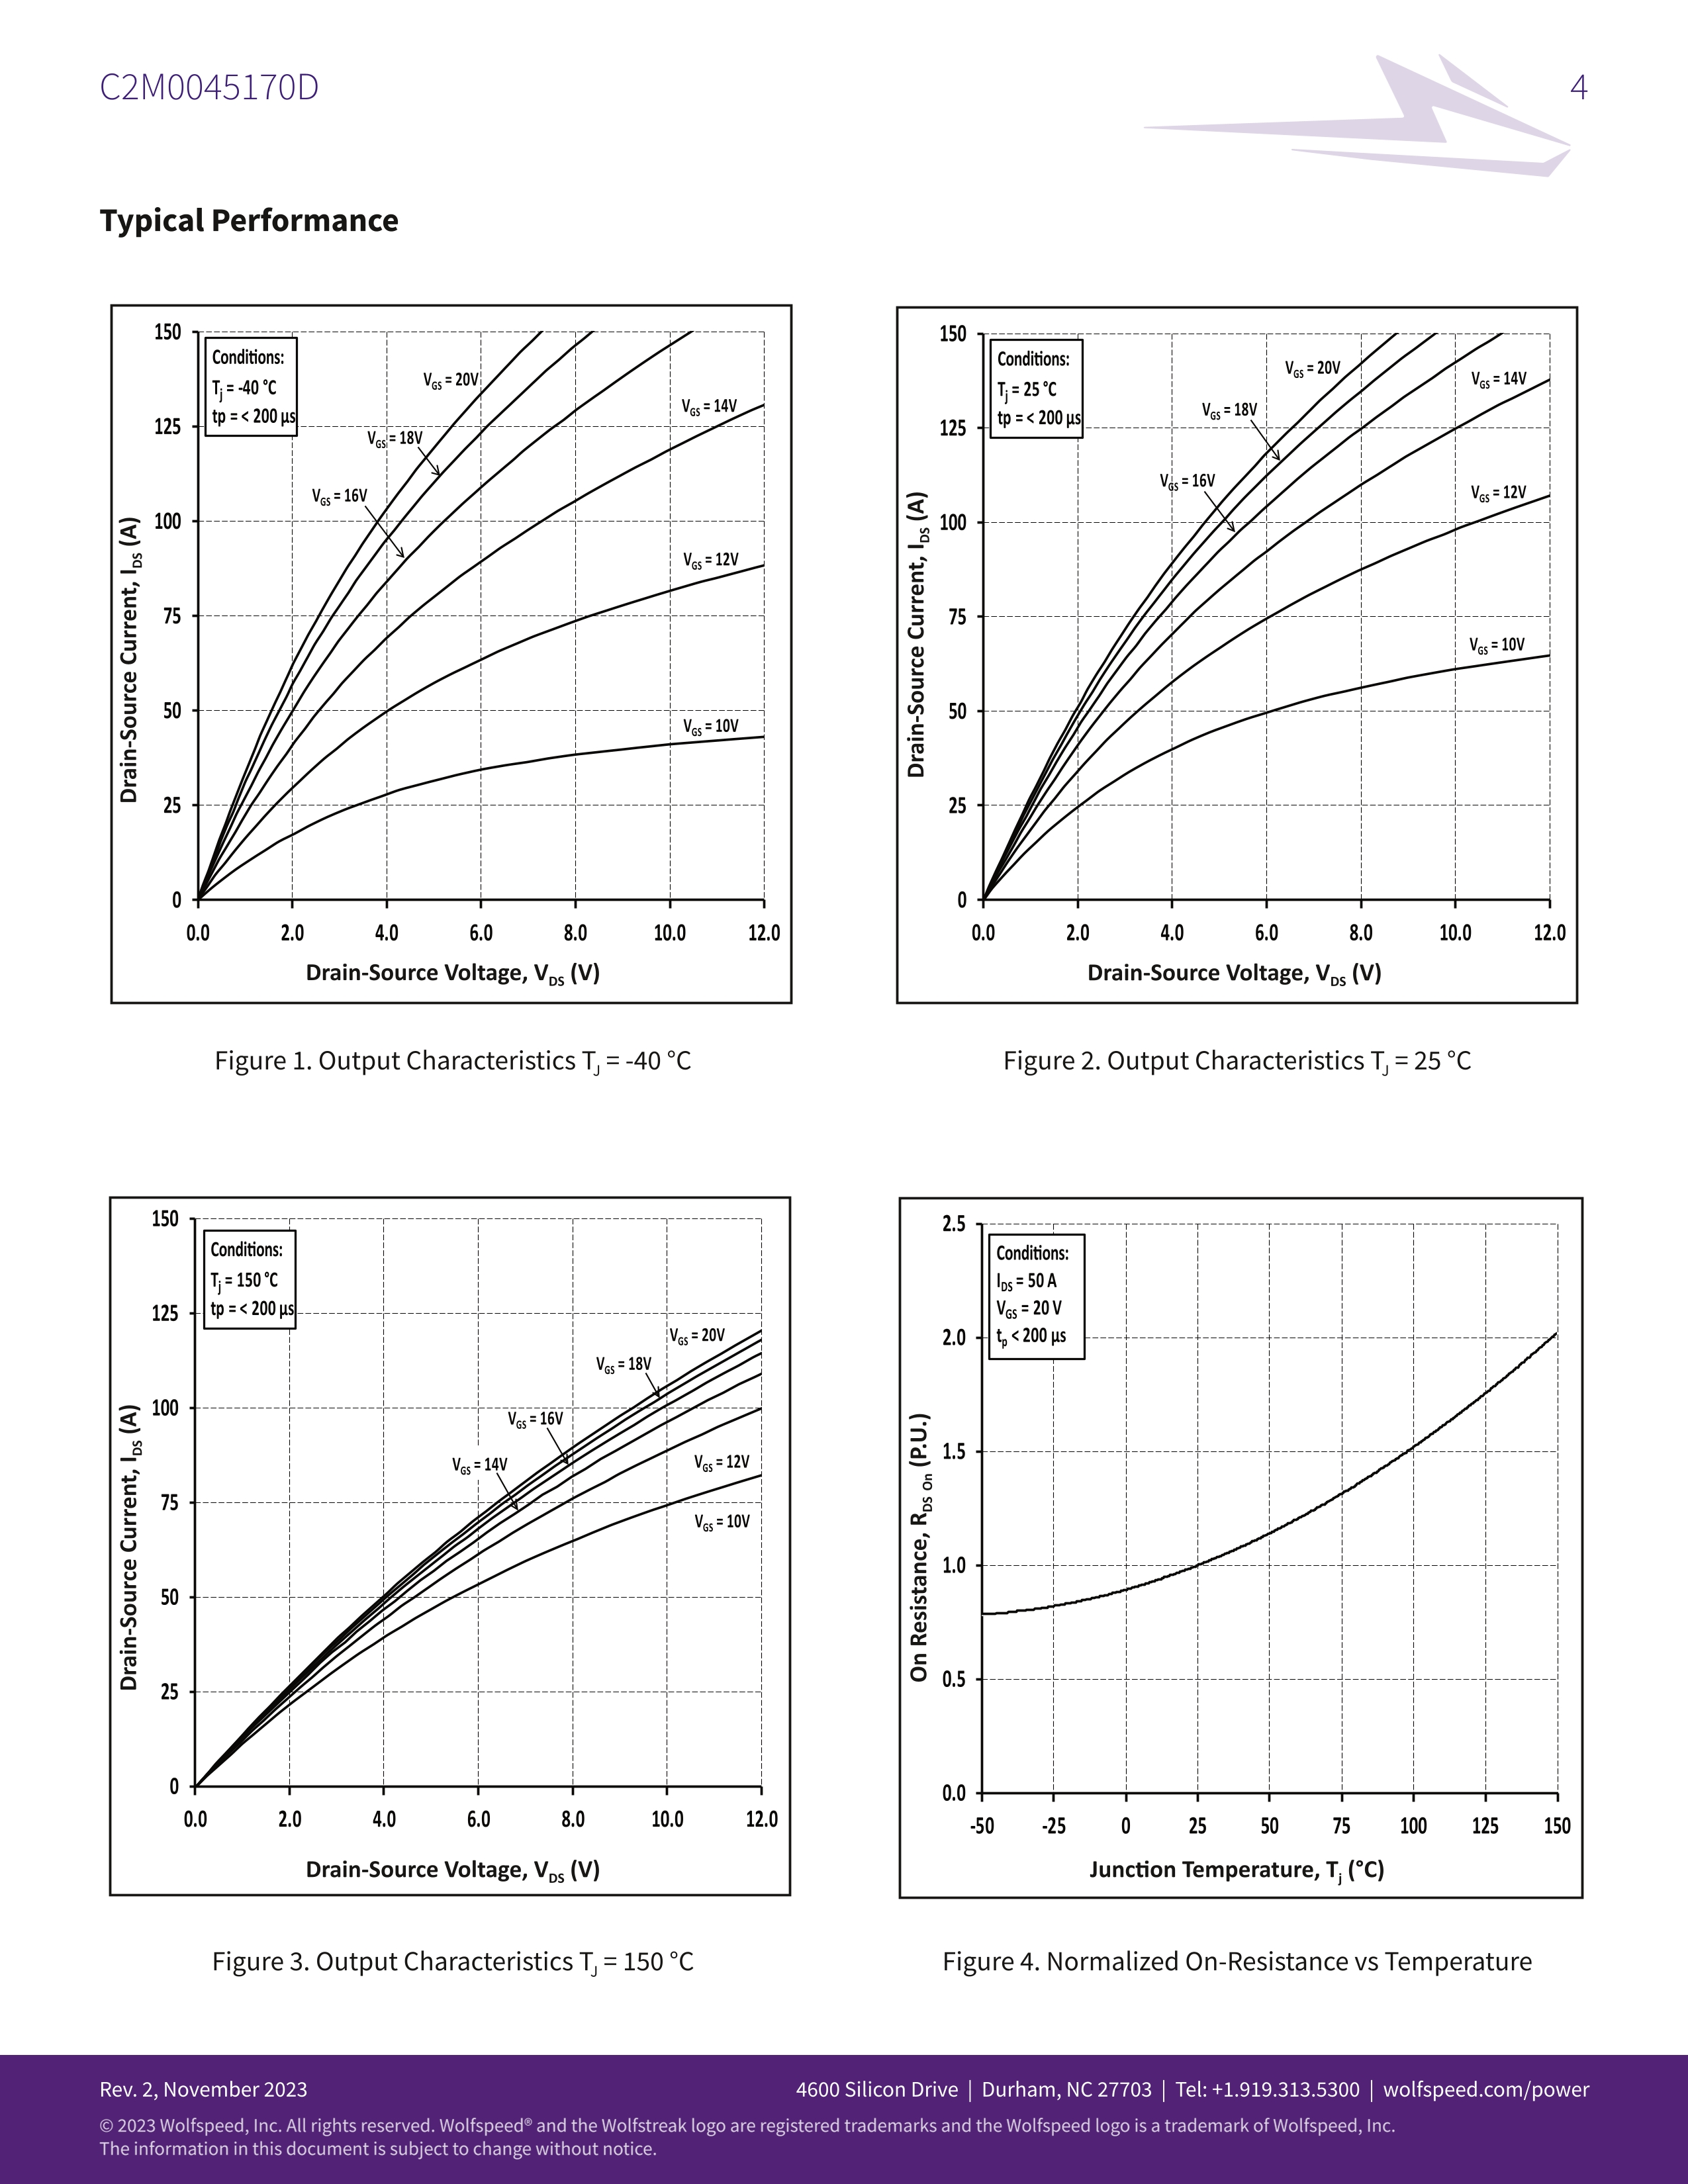 C2M0045170D
4
Typical Performance
150
125
100
75
50
25
0
0.0 2.0 4.0 6.0 8.0 10.0 12.0
Drain-Source Current, IDS (A)
Drain-Source Voltage, VDS (V)
Conditions:
Tj = -40 °C
tp = < 200 µs
VGS = 20V
VGS = 18V
VGS = 16V
VGS = 14V
VGS = 12V
VGS = 10V
Figure 1. Output Characteristics TJ = -40 °C
150
125
100
75
50
25
0
0.0 2.0 4.0 6.0 8.0 10.0 12.0
Drain-Source Current, IDS (A)
Drain-Source Voltage, VDS (V)
Conditions:
Tj = 25 °C
tp = < 200 µs
VGS = 20V
VGS = 14V
VGS = 18V
VGS = 16V
VGS = 12V
VGS = 10V
Figure 2. Output Characteristics TJ = 25 °C
150
125
100
75
50
25
0
0.0 2.0 4.0 6.0 8.0 10.0 12.0
Drain-Source Current, IDS (A)
Drain-Source Voltage, VDS (V)
Conditions:
Tj = 150 °C
tp = < 200 µs
VGS = 20V
VGS = 18V
VGS = 16V
VGS = 14V
VGS = 12V
VGS = 10V
Figure 3. Output Characteristics TJ = 150 °C
2.5
2.0
1.5
1.0
0.5
0.0
-50 -25 0 25 50 75 100 125 150
On Resistance, RDS On (P.U.)
Junction Temperature, Tj (°C)
Conditions:
IDS = 50 A
VGS = 20 V
tp < 200 µs
Figure 4. Normalized On-Resistance vs Temperature
Rev. 2, November 2023
4600 Silicon Drive | Durham, NC 27703 | Tel: +1.919.313.5300 | wolfspeed.com/power
© 2023 Wolfspeed, Inc. All rights reserved. Wolfspeed® and the Wolfstreak logo are registered trademarks and the Wolfspeed logo is a trademark of Wolfspeed, Inc.
The information in this document is subject to change without notice.